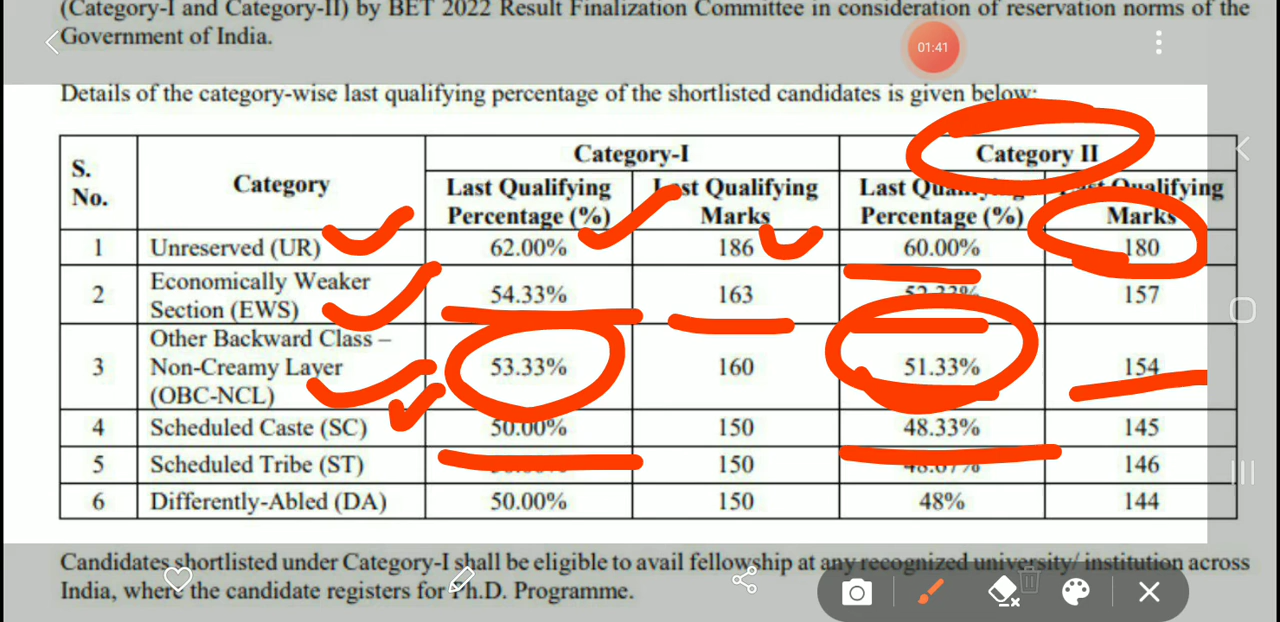 (Category-I and Category-II) by BET 2022 Result Finalization Committee in consideration of reservation norms of the
Government of India.
01:41
Details of the category-wise last qualifying percentage of the shortlisted candidates is given below:
S. No. Category Category-I Category II
Last Qualifying Percentage (%) Last Qualifying Marks Last Qualifying Percentage (%) Last Qualifying Marks
1 Unreserved (UR) 62.00% 186 60.00% 180
2 Economically Weaker Section (EWS) 54.33% 163 157
3 Other Backward Class – Non-Creamy Layer (OBC-NCL) 53.33% 160 51.33% 154
4 Scheduled Caste (SC) 50.00% 150 48.33% 145
5 Scheduled Tribe (ST) 150 146
6 Differently-Abled (DA) 50.00% 150 48% 144
Candidates shortlisted under Category-I shall be eligible to avail fellowship at any recognized university/ institution across
India, where the candidate registers for Ph.D. Programme.